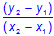 (y₂ - y₁)
(x₂ - x₁)